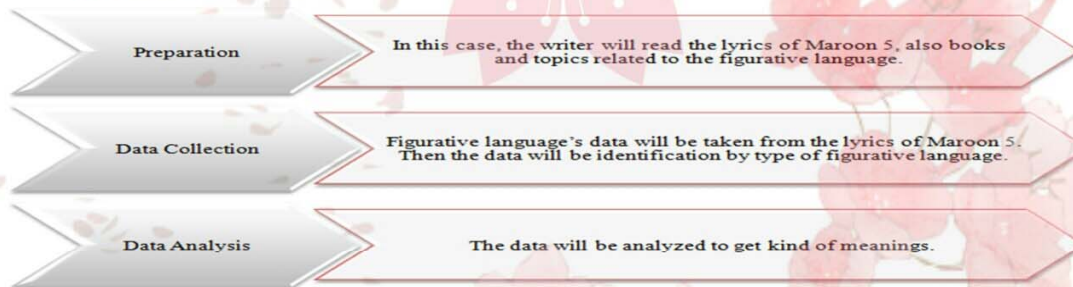 Preparation
In this case, the writer will read the lyrics of Maroon 5, also books
and topics related to the figurative language.
Data Collection
Figurative language's data will be taken from the lyrics of Maroon 5.
Then the data will be identification by type of figurative language.
Data Analysis
The data will be analyzed to get kind of meanings.